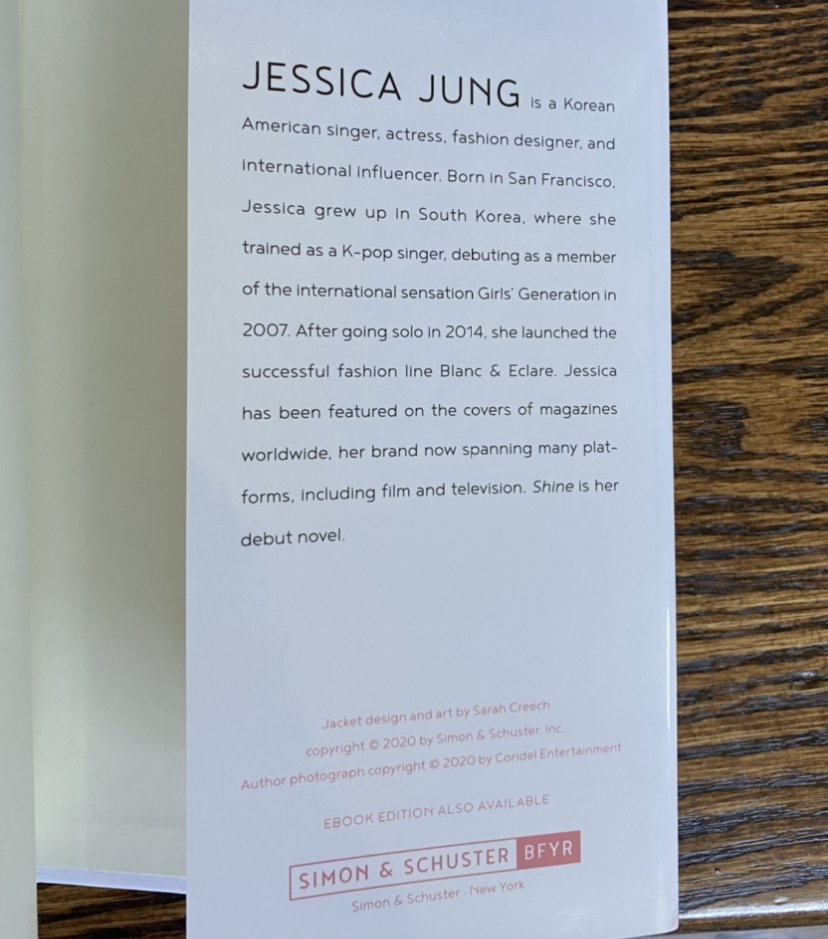 JESSICA JUNG is a Korean
American singer, actress, fashion designer, and
international influencer. Born in San Francisco,
Jessica grew up in South Korea, where she
trained as a K-pop singer, debuting as a member
of the international sensation Girls' Generation in
2007. After going solo in 2014, she launched the
successful fashion line Blanc & Eclare. Jessica
has been featured on the covers of magazines
worldwide, her brand now spanning many plat-
forms, including film and television. Shine is her
debut novel.
Jacket design and art by Sarah Creech
copyright © 2020 by Simon & Schuster, Inc.
Author photograph copyright © 2020 by Coridel Entertainment
EBOOK EDITION ALSO AVAILABLE
SIMON & SCHUSTER BFYR
Simon & Schuster · New York